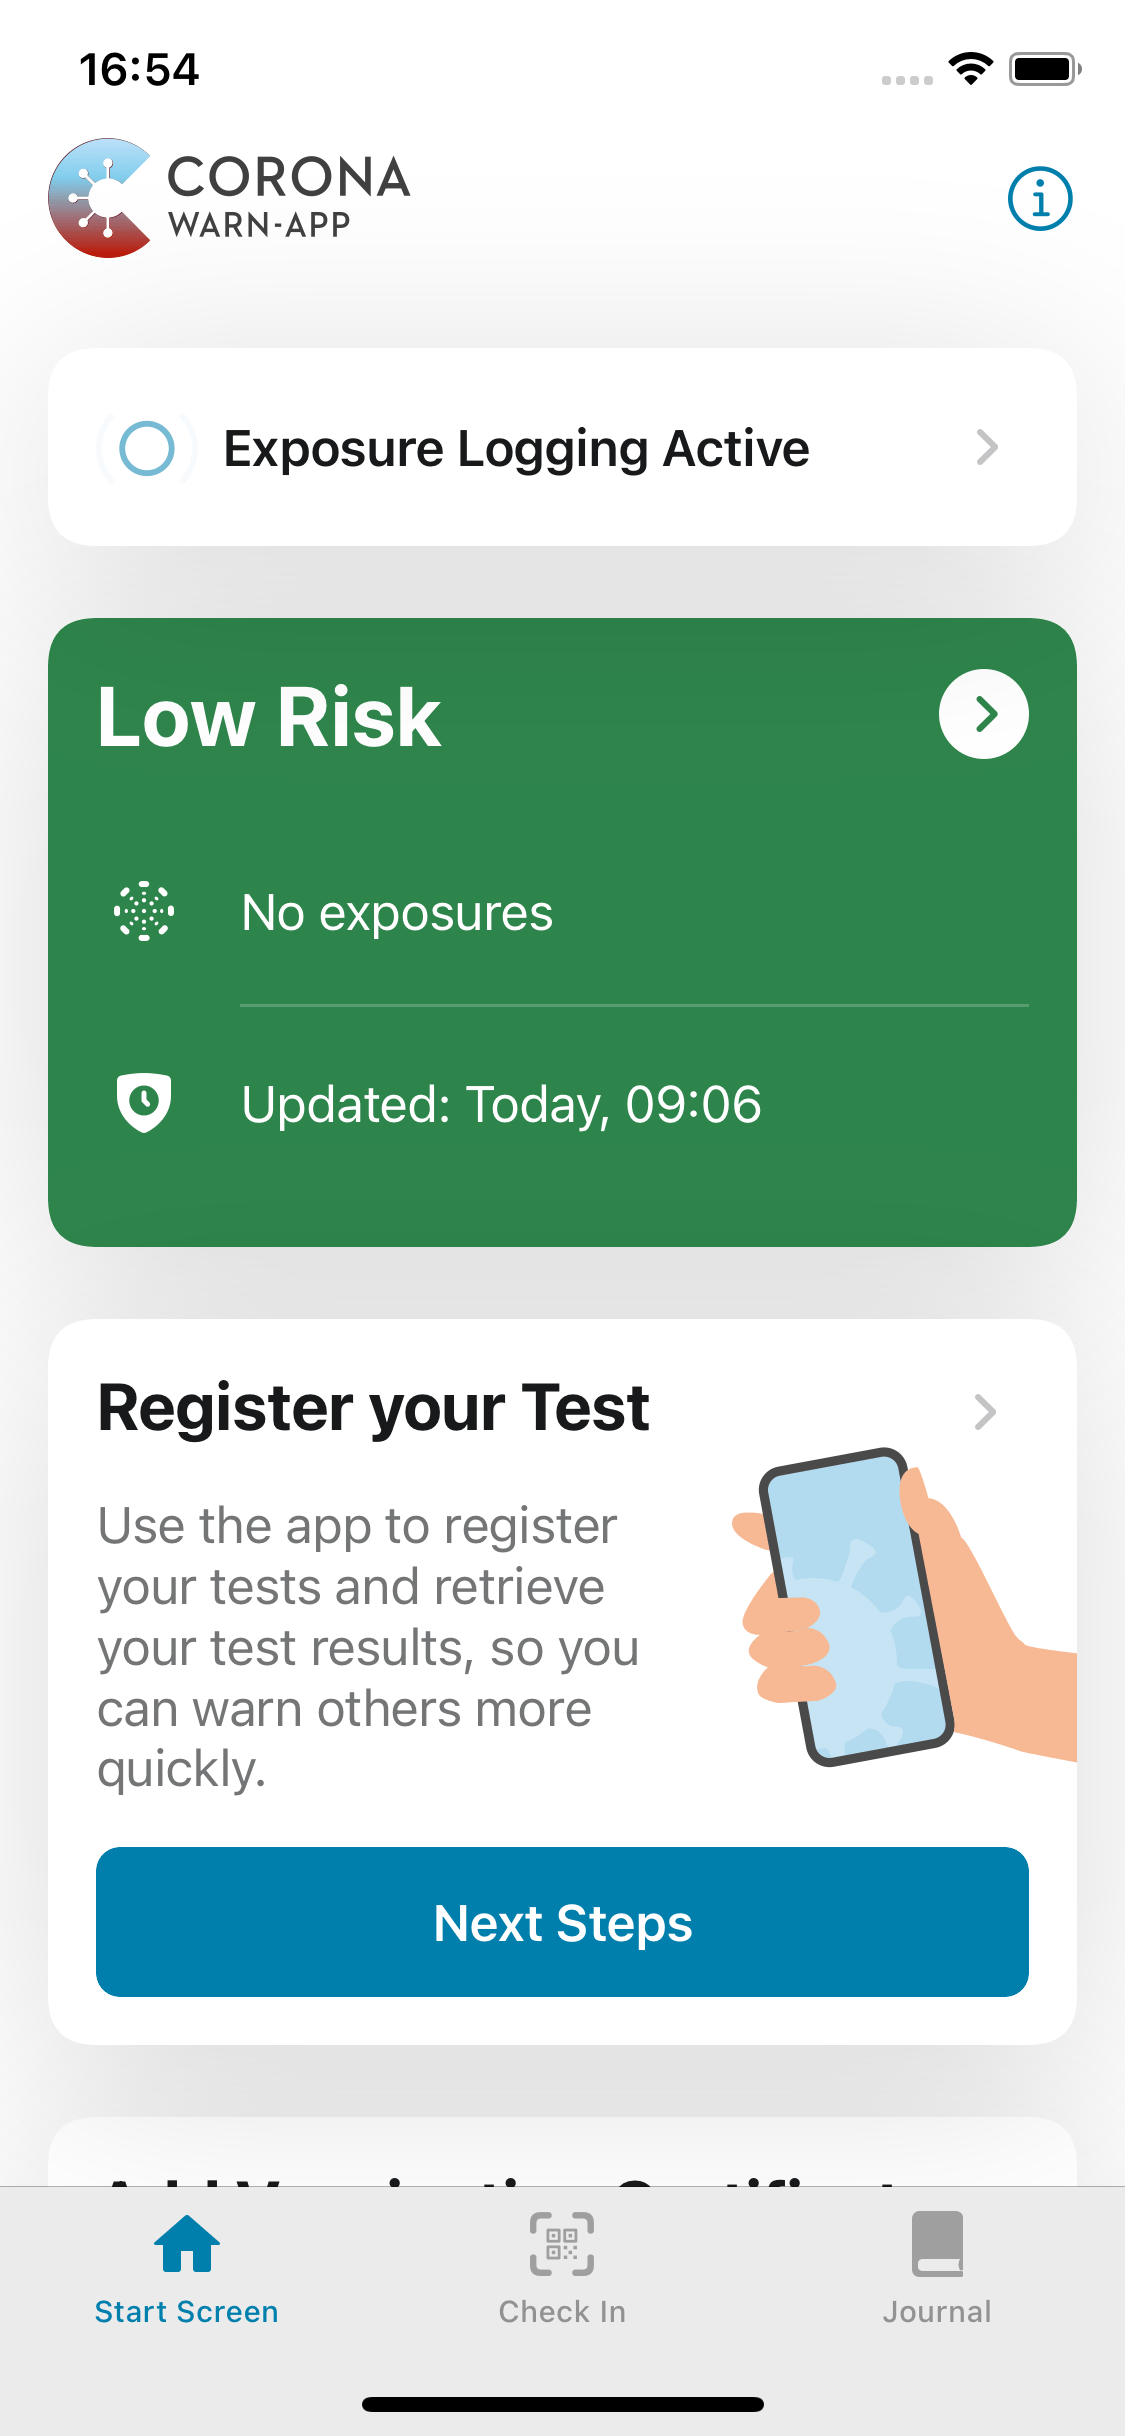 16:54
CORONA
WARN-APP
Exposure Logging Active
Low Risk
No exposures
Updated: Today, 09:06
Register your Test
Use the app to register
your tests and retrieve
your test results, so you
can warn others more
quickly.
Next Steps
Start Screen
Check In
Journal